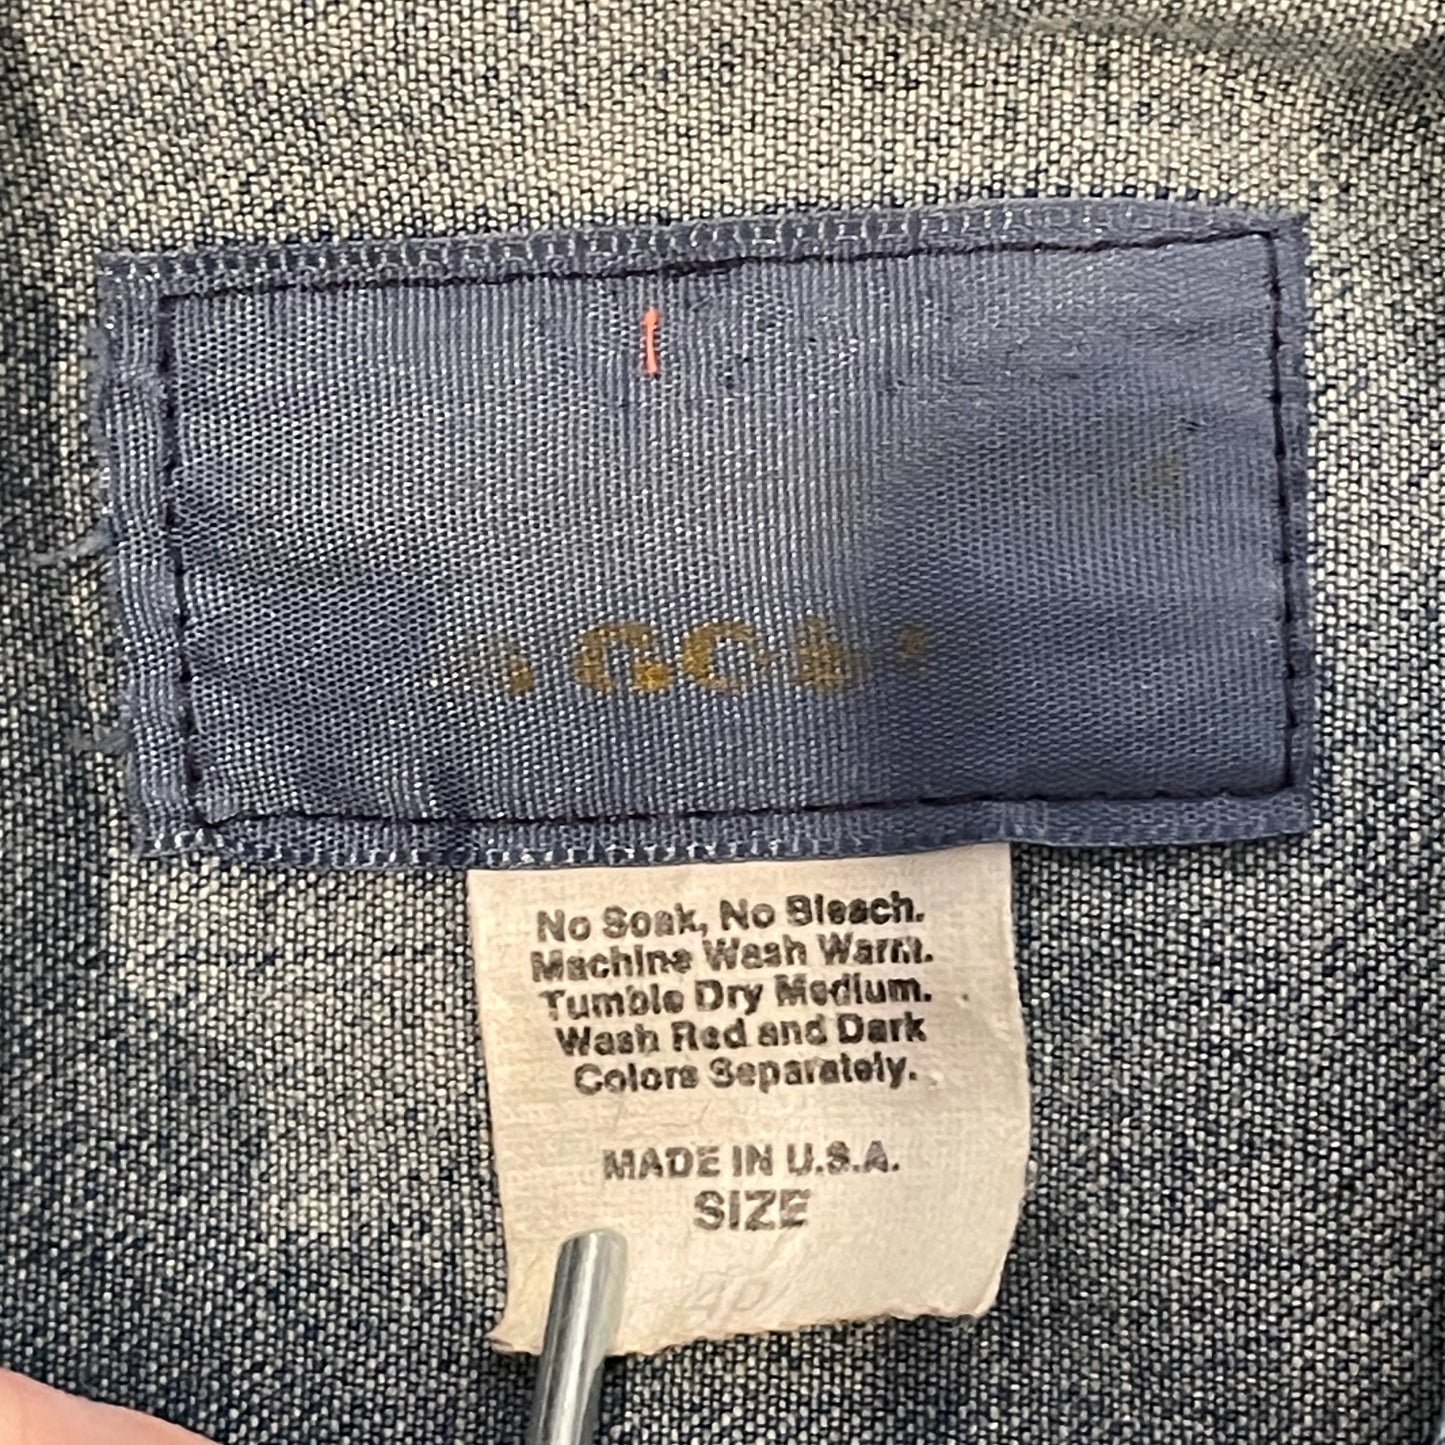 No Soak, No Bleach.
Machine Wash Warm.
Tumble Dry Medium.
Wash Red and Dark
Colors Separately.
MADE IN U.S.A.
SIZE